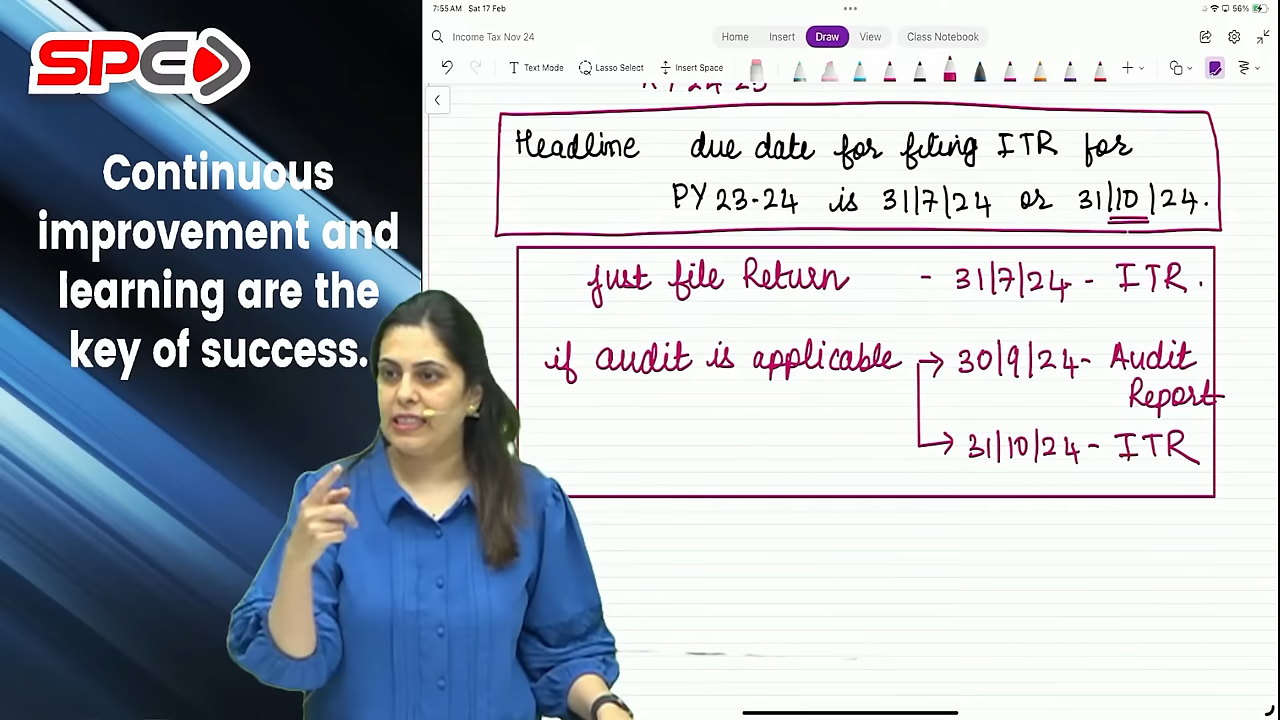 7:55 AM Sat 17 Feb
56%
Income Tax Nov 24
Home Insert Draw View Class Notebook
Text Mode Lasso Select Insert Space
SPC
Continuous
improvement and
learning are the
key of success.
Headline due date for filing ITR for
PY 23-24 is 31/7/24 or 31/10/24.
Just file Return - 31/7/24 - ITR.
if audit is applicable → 30/9/24- Audit
Report
→ 31/10/24 - ITR